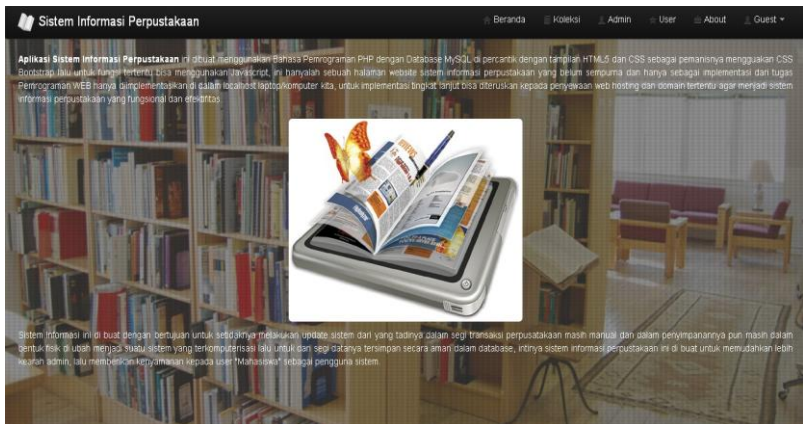 Sistem Informasi Perpustakaan
Beranda Koleksi Admin User About Guest
Aplikasi Sistem Informasi Perpustakaan ini dibuat menggunakan Bahasa Pemrograman PHP dengan Database MySQL di percantik dengan tampilan HTML5 dan CSS sebagai pemanisnya mengguakan CSS
Bootstrap lalu untuk fungsi tertentu bisa menggunakan Javascript, ini hanyalah sebuah halaman website sistem informasi perpustakaan yang belum sempurna dan hanya sebagai implementasi dari tugas
Pemrograman WEB hanya diimplementasikan di dalam localhost laptop/komputer kita, untuk implementasi tingkat lanjut bisa diteruskan kepada penyewaan web hosting dan domain tertentu agar menjadi sistem
informasi perpustakaan yang fungsional dan efektifitas.
Sistem Informasi ini di buat dengan bertujuan untuk setidaknya melakukan update sistem dari yang tadinya dalam segi transaksi perpusatakaan masih manual dan dalam penyimpanannya pun masih dalam
bentuk fisik di ubah menjadi suatu sistem yang terkomputerisasi lalu untuk dari segi datanya tersimpan secara aman dalam database, intinya sistem informasi perpustakaan ini di buat untuk memudahkan lebih
kearah admin, lalu memberikan kenyamanan kepada user "Mahasiswa" sebagai pengguna sistem.